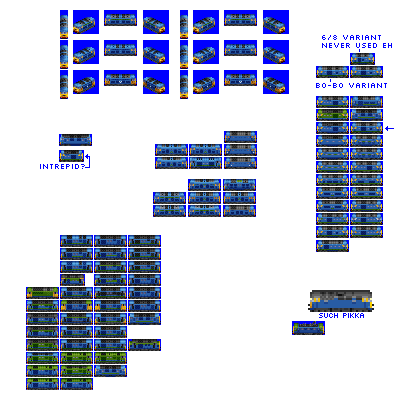 6/8 VARIANT
NEVER USED EH
BO-BO VARIANT
INTREPID?
SUCH PIKKA